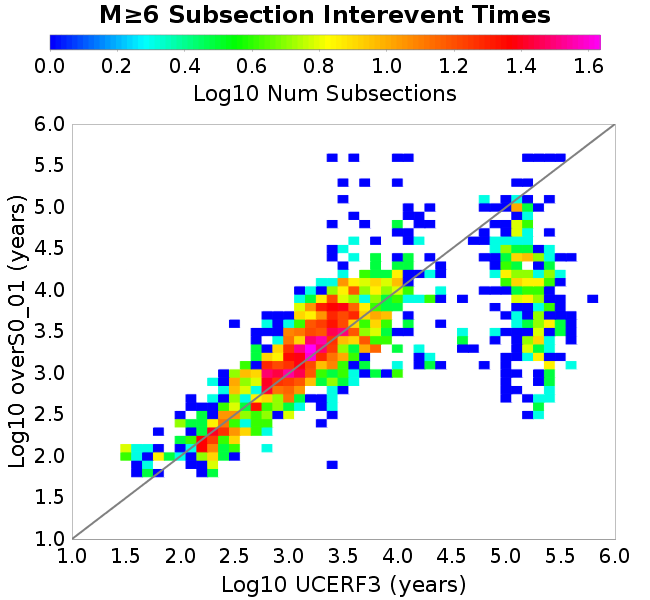 M≥6 Subsection Interevent Times
0.0 0.2 0.4 0.6 0.8 1.0 1.2 1.4 1.6
Log10 Num Subsections
6.0
5.5
5.0
4.5
4.0
3.5
3.0
2.5
2.0
1.5
1.0
Log10 overS0_01 (years)
1.0 1.5 2.0 2.5 3.0 3.5 4.0 4.5 5.0 5.5 6.0
Log10 UCERF3 (years)